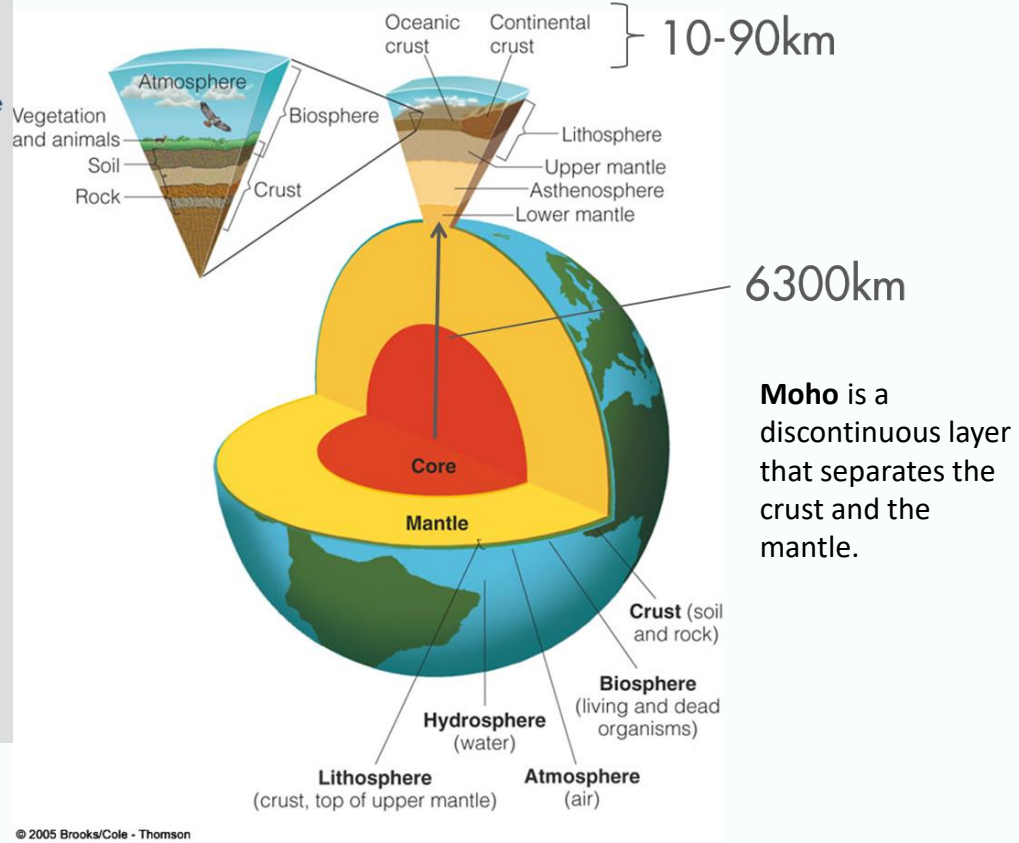 Oceanic
crust
Continental
crust
10-90km
Atmosphere
Vegetation
and animals
Soil
Rock
Biosphere
Crust
Lithosphere
Upper mantle
Asthenosphere
Lower mantle
6300km
Moho is a
discontinuous layer
that separates the
crust and the
mantle.
Core
Mantle
Crust (soil
and rock)
Biosphere
(living and dead
organisms)
Hydrosphere
(water)
Lithosphere
(crust, top of upper mantle)
Atmosphere
(air)
© 2005 Brooks/Cole - Thomson